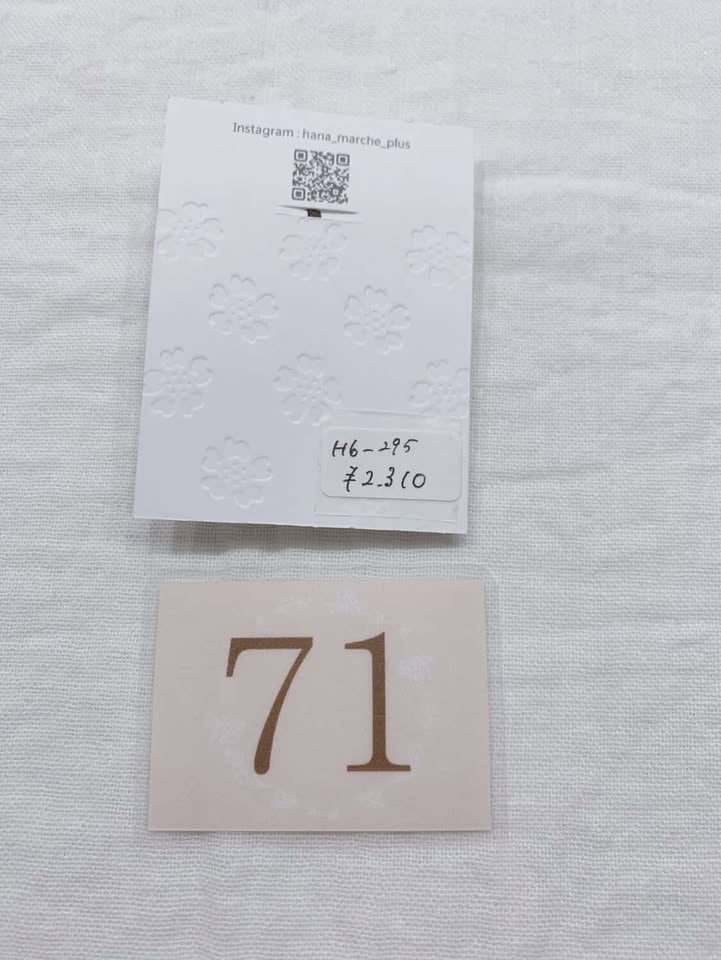 Instagram : hana_marche_plus
H6-295
¥2.310
71